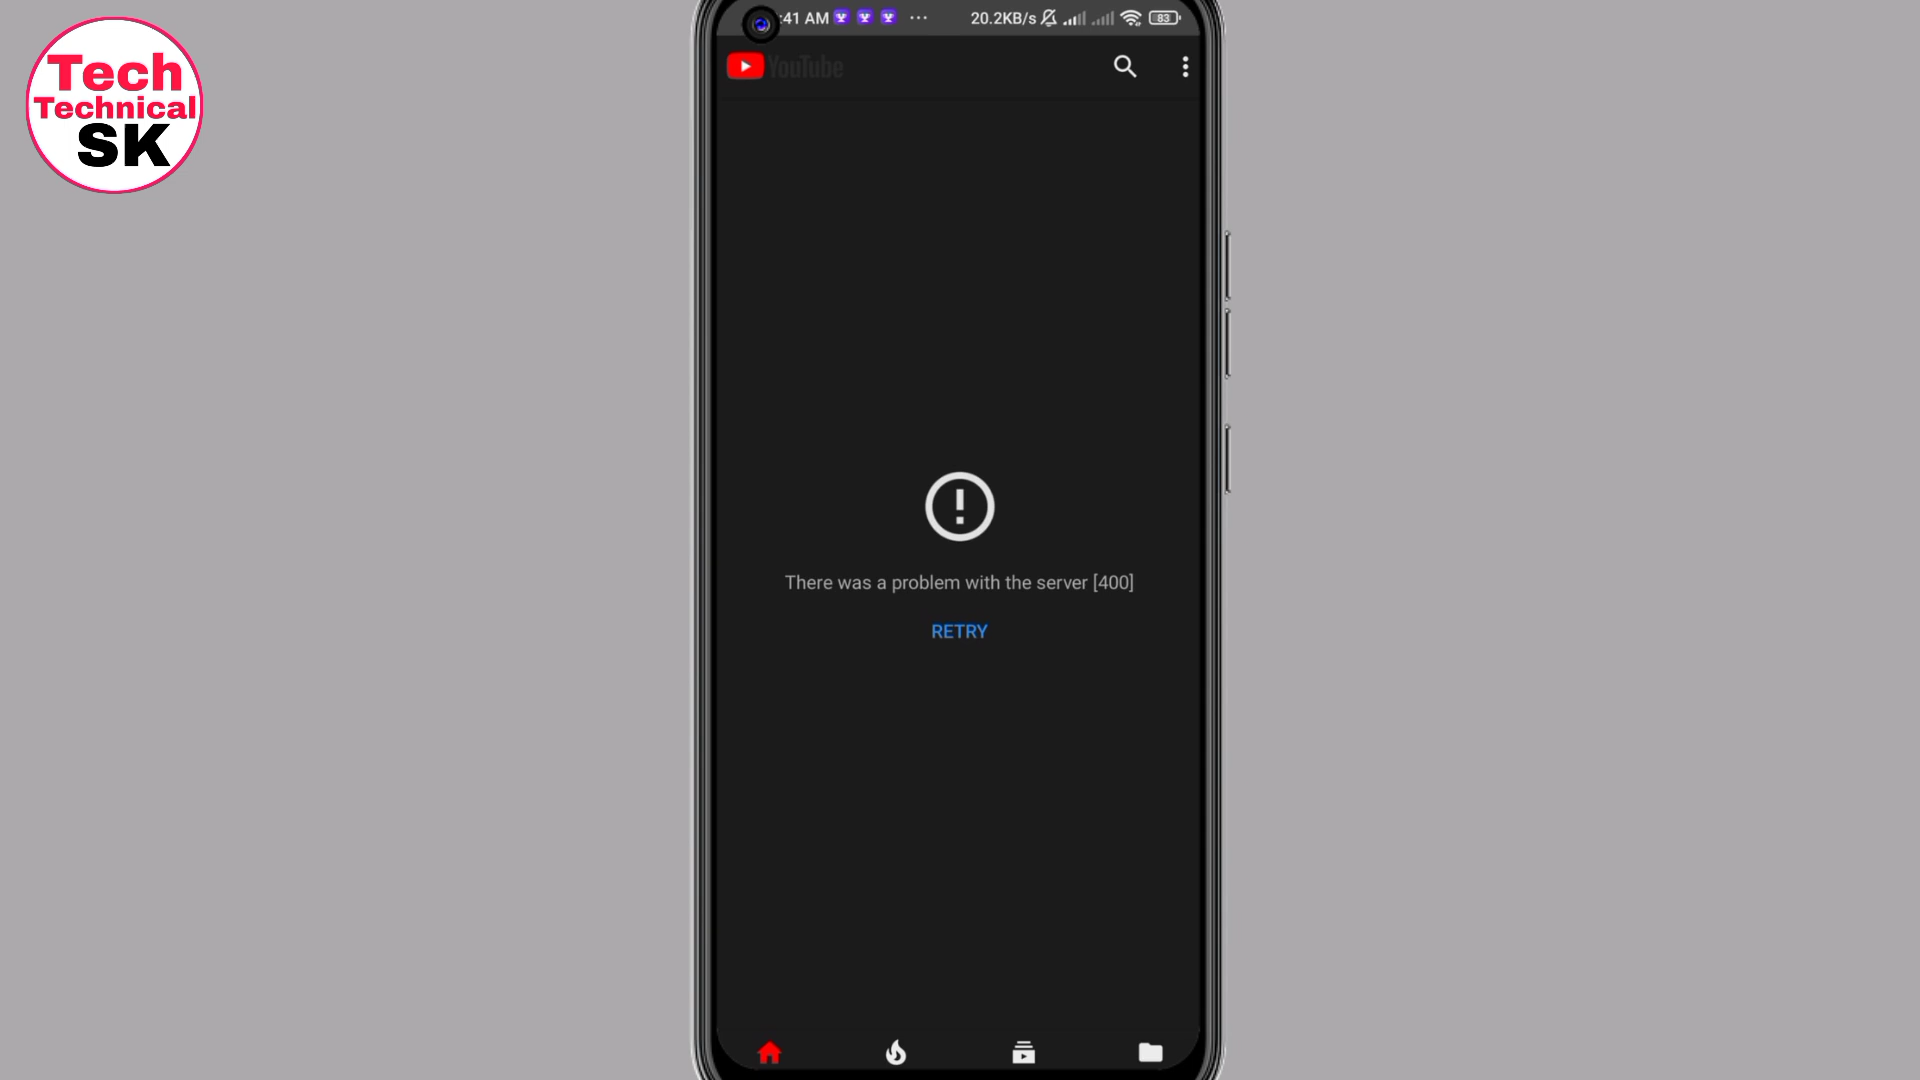 Tech
Technical
SK
:41 AM
20.2KB/s
83
YouTube
There was a problem with the server [400]
RETRY